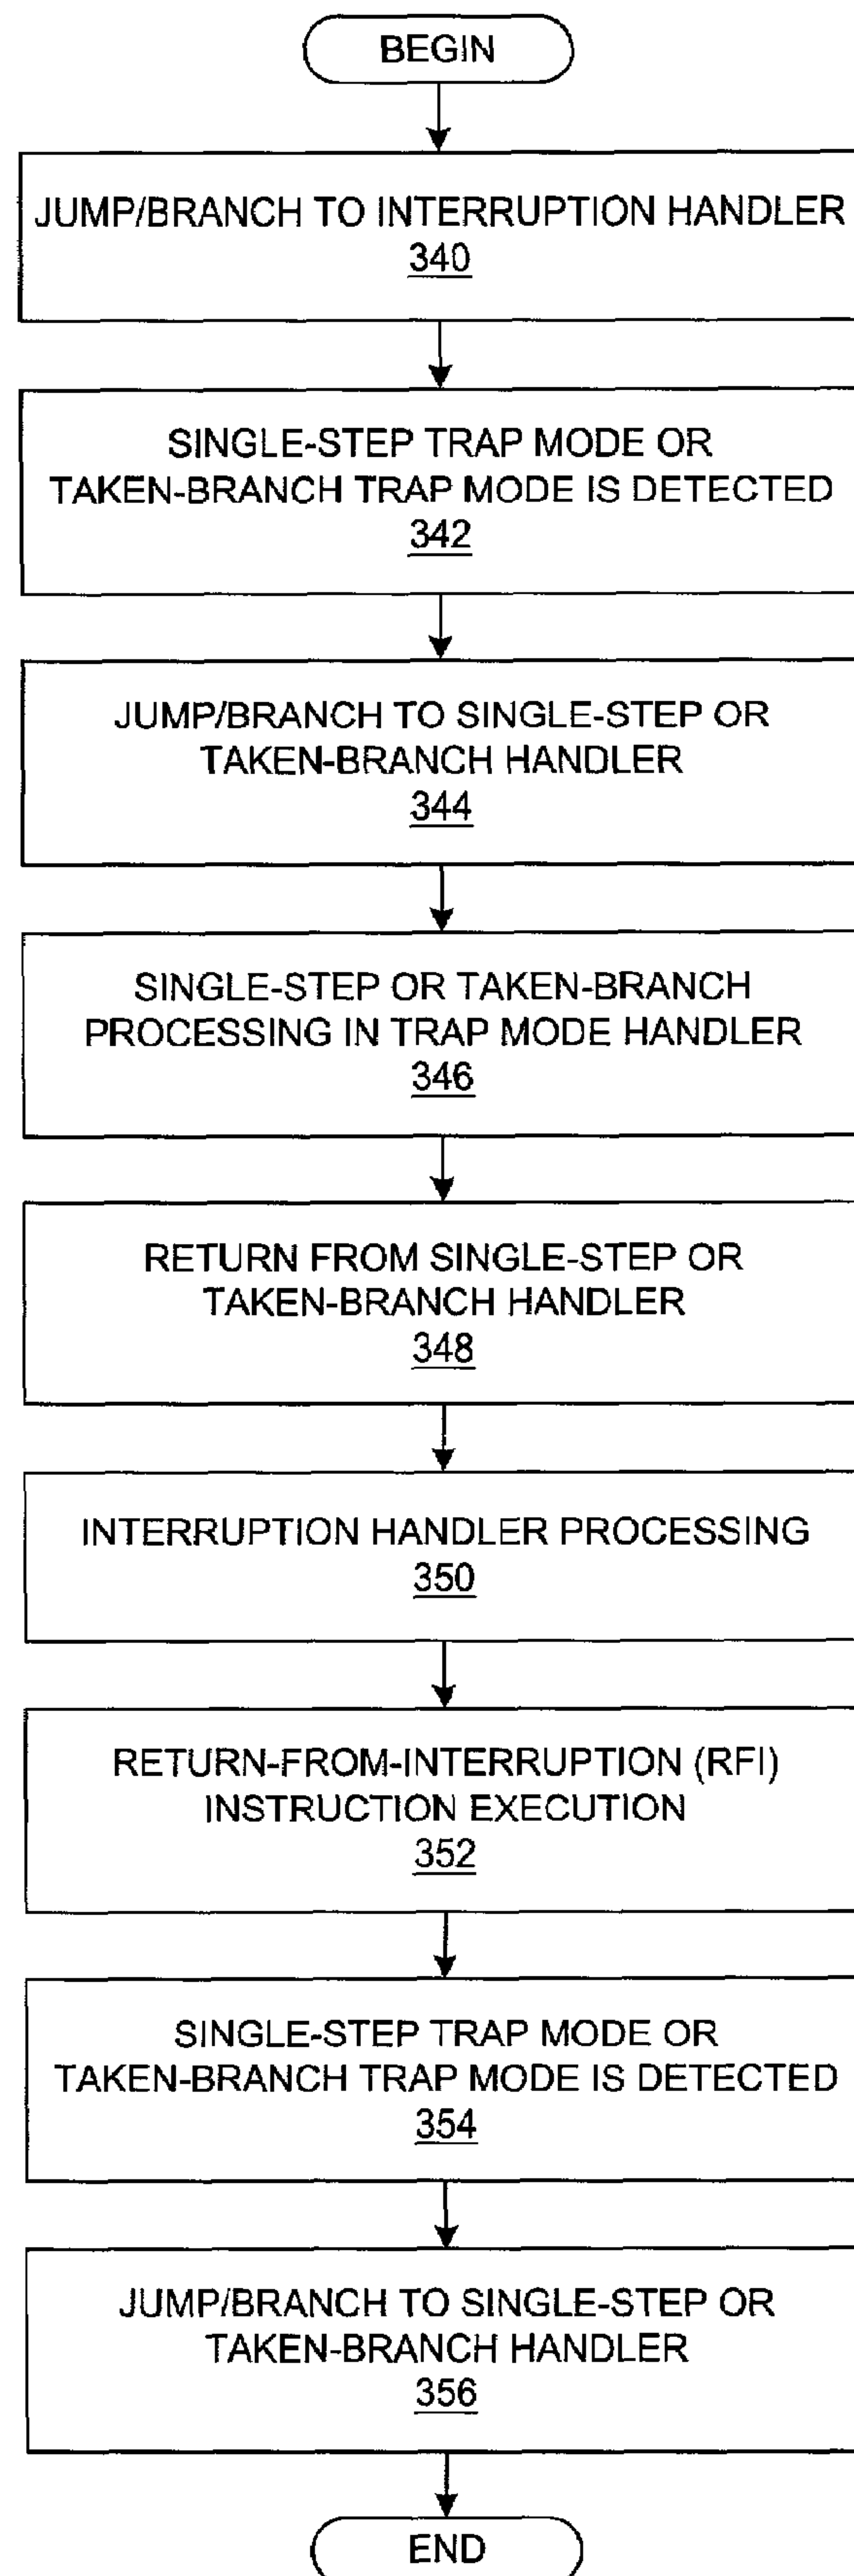 BEGIN
JUMP/BRANCH TO INTERRUPTION HANDLER
340
SINGLE-STEP TRAP MODE OR
TAKEN-BRANCH TRAP MODE IS DETECTED
342
JUMP/BRANCH TO SINGLE-STEP OR
TAKEN-BRANCH HANDLER
344
SINGLE-STEP OR TAKEN-BRANCH
PROCESSING IN TRAP MODE HANDLER
346
RETURN FROM SINGLE-STEP OR
TAKEN-BRANCH HANDLER
348
INTERRUPTION HANDLER PROCESSING
350
RETURN-FROM-INTERRUPTION (RFI)
INSTRUCTION EXECUTION
352
SINGLE-STEP TRAP MODE OR
TAKEN-BRANCH TRAP MODE IS DETECTED
354
JUMP/BRANCH TO SINGLE-STEP OR
TAKEN-BRANCH HANDLER
356
END